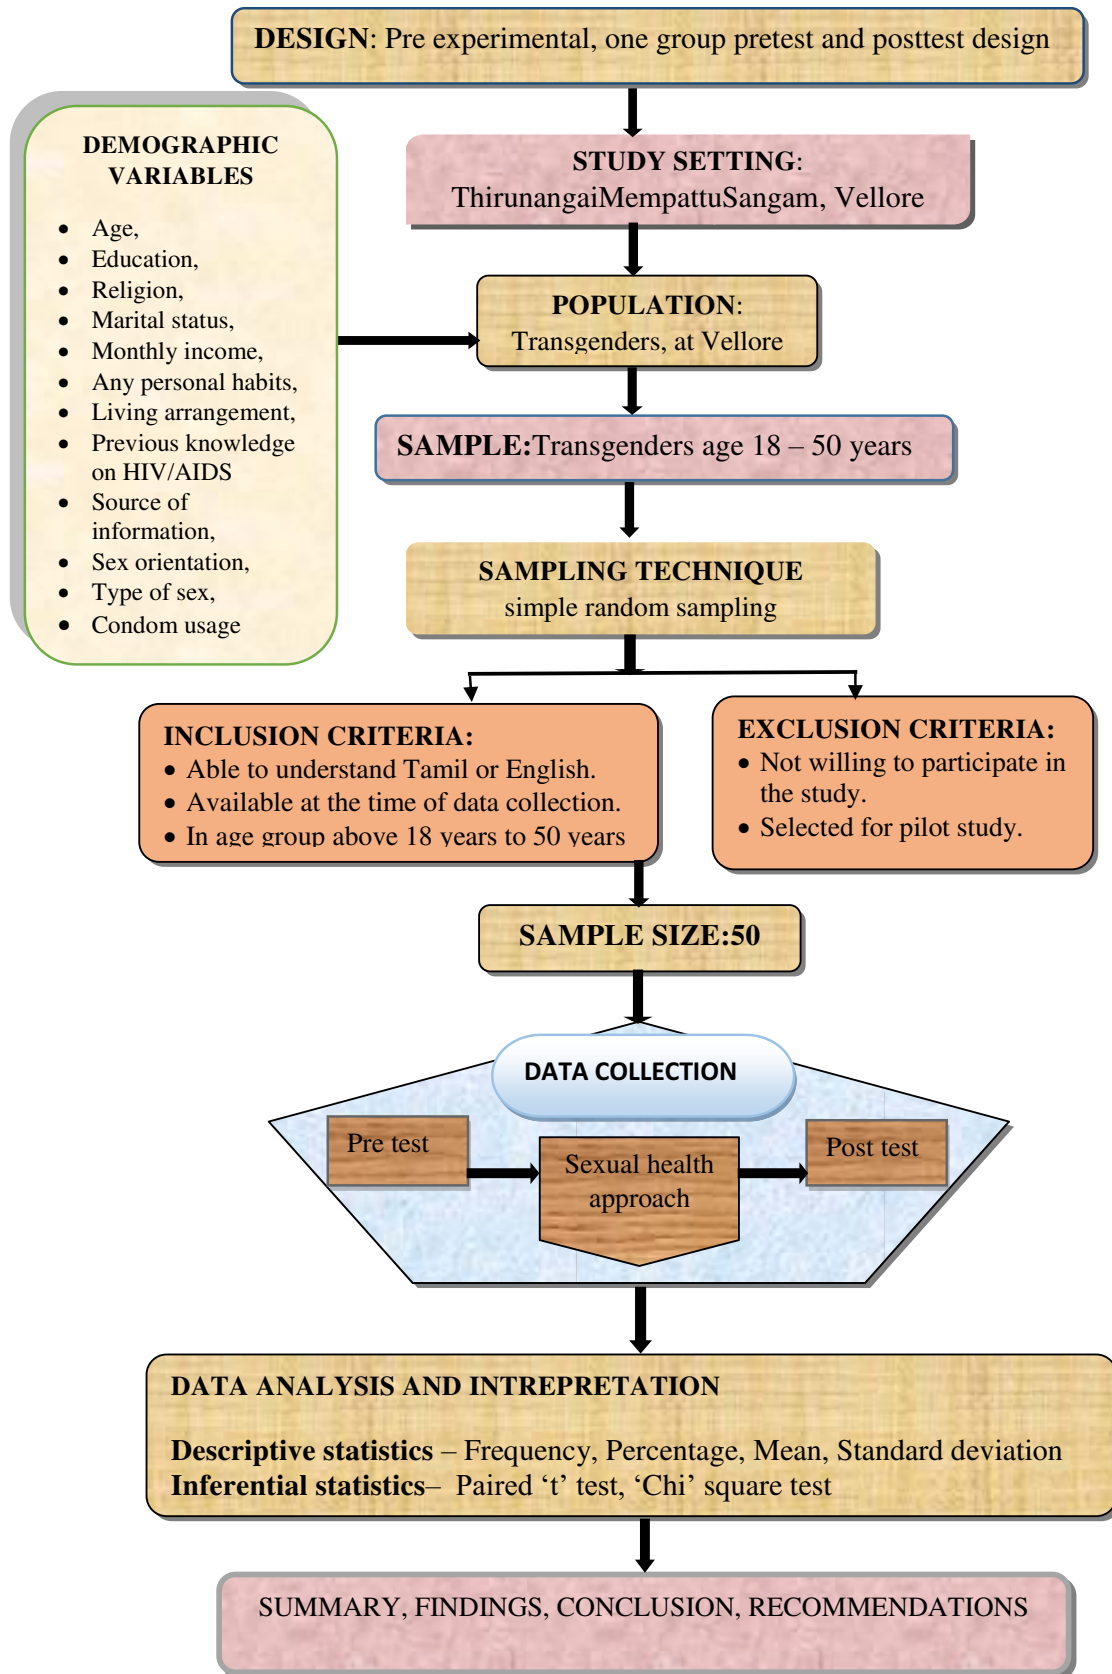 DESIGN: Pre experimental, one group pretest and posttest design
DEMOGRAPHIC
VARIABLES
• Age,
• Education,
• Religion,
• Marital status,
• Monthly income,
• Any personal habits,
• Living arrangement,
• Previous knowledge
on HIV/AIDS
• Source of
information,
• Sex orientation,
• Type of sex,
• Condom usage
STUDY SETTING:
ThirunangaiMempattuSangam, Vellore
POPULATION:
Transgenders, at Vellore
SAMPLE:Transgenders age 18 – 50 years
SAMPLING TECHNIQUE
simple random sampling
INCLUSION CRITERIA:
• Able to understand Tamil or English.
• Available at the time of data collection.
• In age group above 18 years to 50 years
EXCLUSION CRITERIA:
• Not willing to participate in
the study.
• Selected for pilot study.
SAMPLE SIZE:50
DATA COLLECTION
Pre test
Sexual health
approach
Post test
DATA ANALYSIS AND INTREPRETATION
Descriptive statistics – Frequency, Percentage, Mean, Standard deviation
Inferential statistics– Paired ‘t’ test, ‘Chi’ square test
SUMMARY, FINDINGS, CONCLUSION, RECOMMENDATIONS